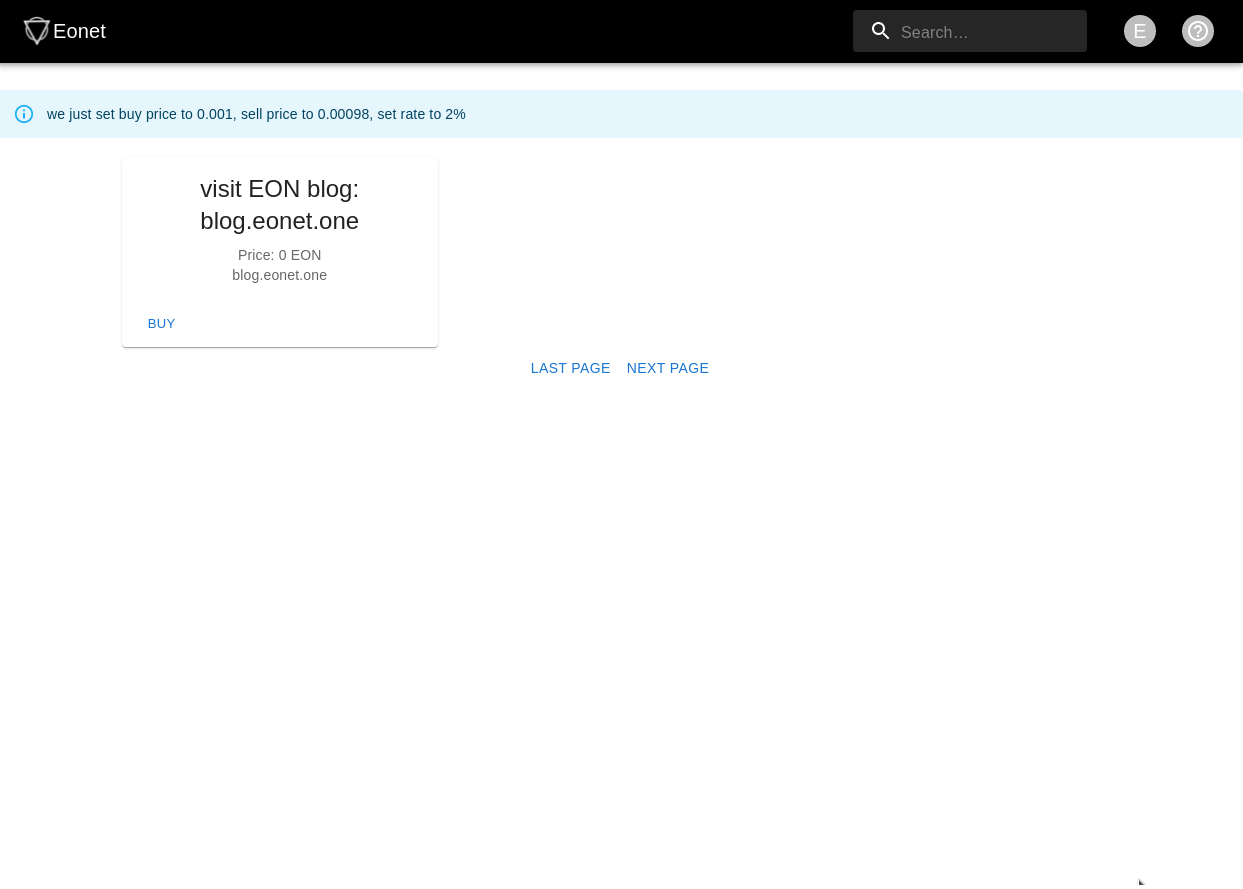 Eonet
Search…
E
we just set buy price to 0.001, sell price to 0.00098, set rate to 2%
visit EON blog:
blog.eonet.one
Price: 0 EON
blog.eonet.one
BUY
LAST PAGE NEXT PAGE